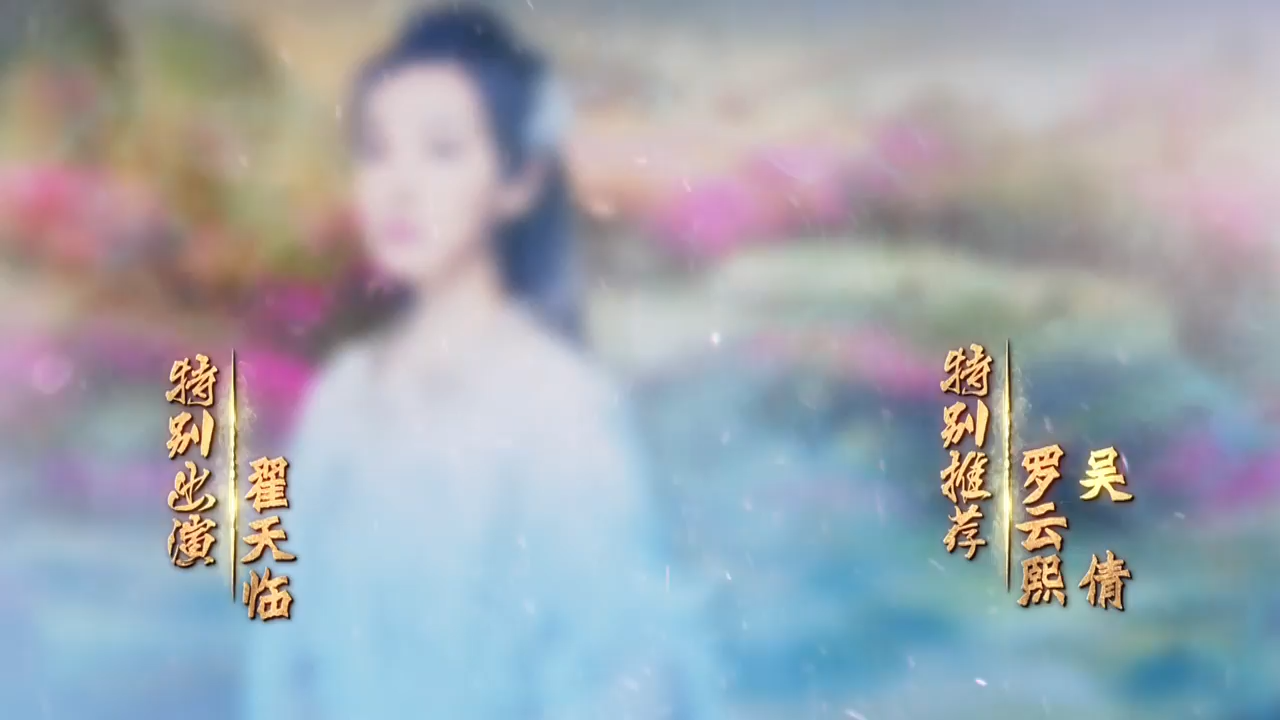 特别出演
翟天临
特别推荐
罗云熙
吴倩